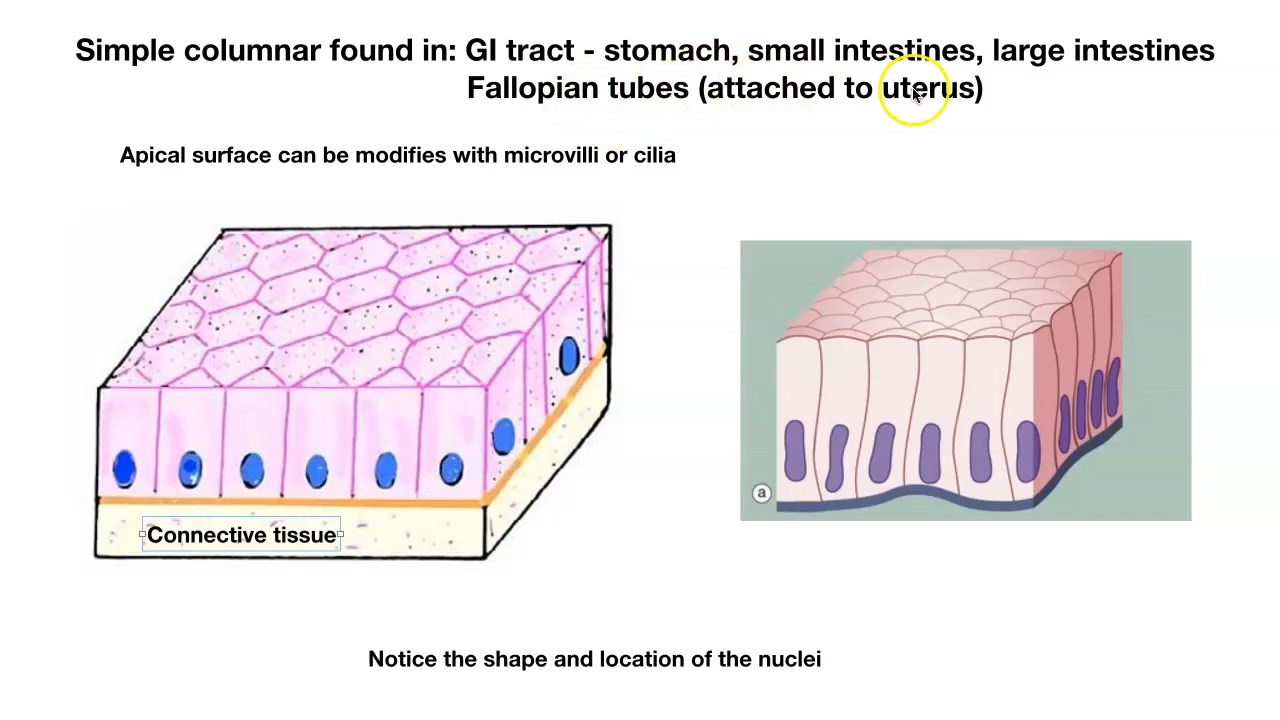 Simple columnar found in: GI tract - stomach, small intestines, large intestines
Fallopian tubes (attached to uterus)
Apical surface can be modifies with microvilli or cilia
a
Connective tissue
Notice the shape and location of the nuclei